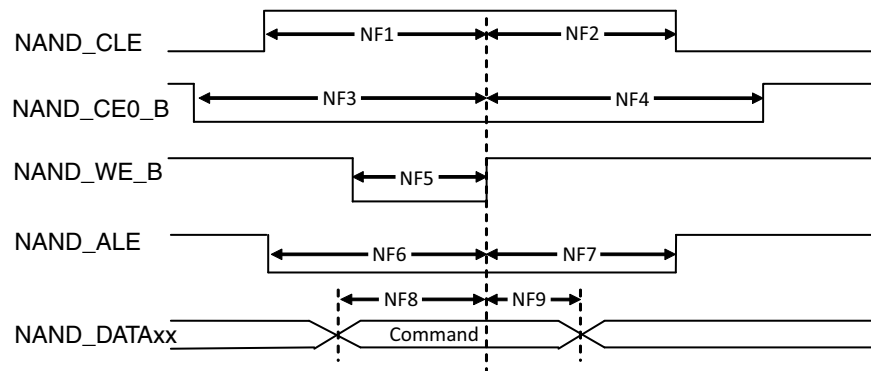 NAND_CLE
NF1
NF2
NAND_CE0_B
NF3
NF4
NAND_WE_B
NF5
NAND_ALE
NF6
NF7
NF8
NF9
NAND_DATAxx
Command